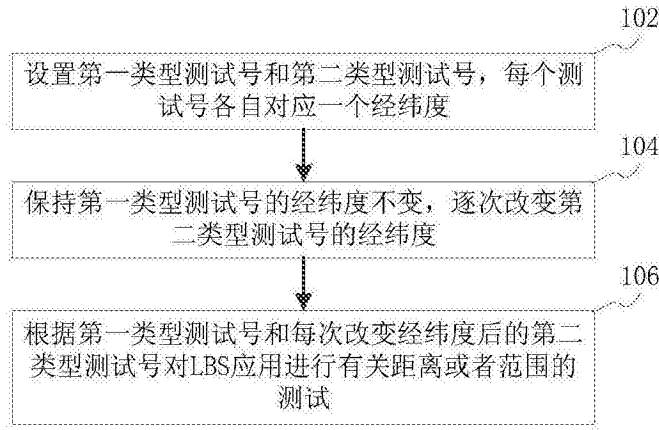 102
设置第一类型测试号和第二类型测试号，每个测
试号各自对应一个经纬度
104
保持第一类型测试号的经纬度不变，逐次改变第
二类型测试号的经纬度
106
根据第一类型测试号和每次改变经纬度后的第二
类型测试号对LBS应用进行有关距离或者范围的
测试